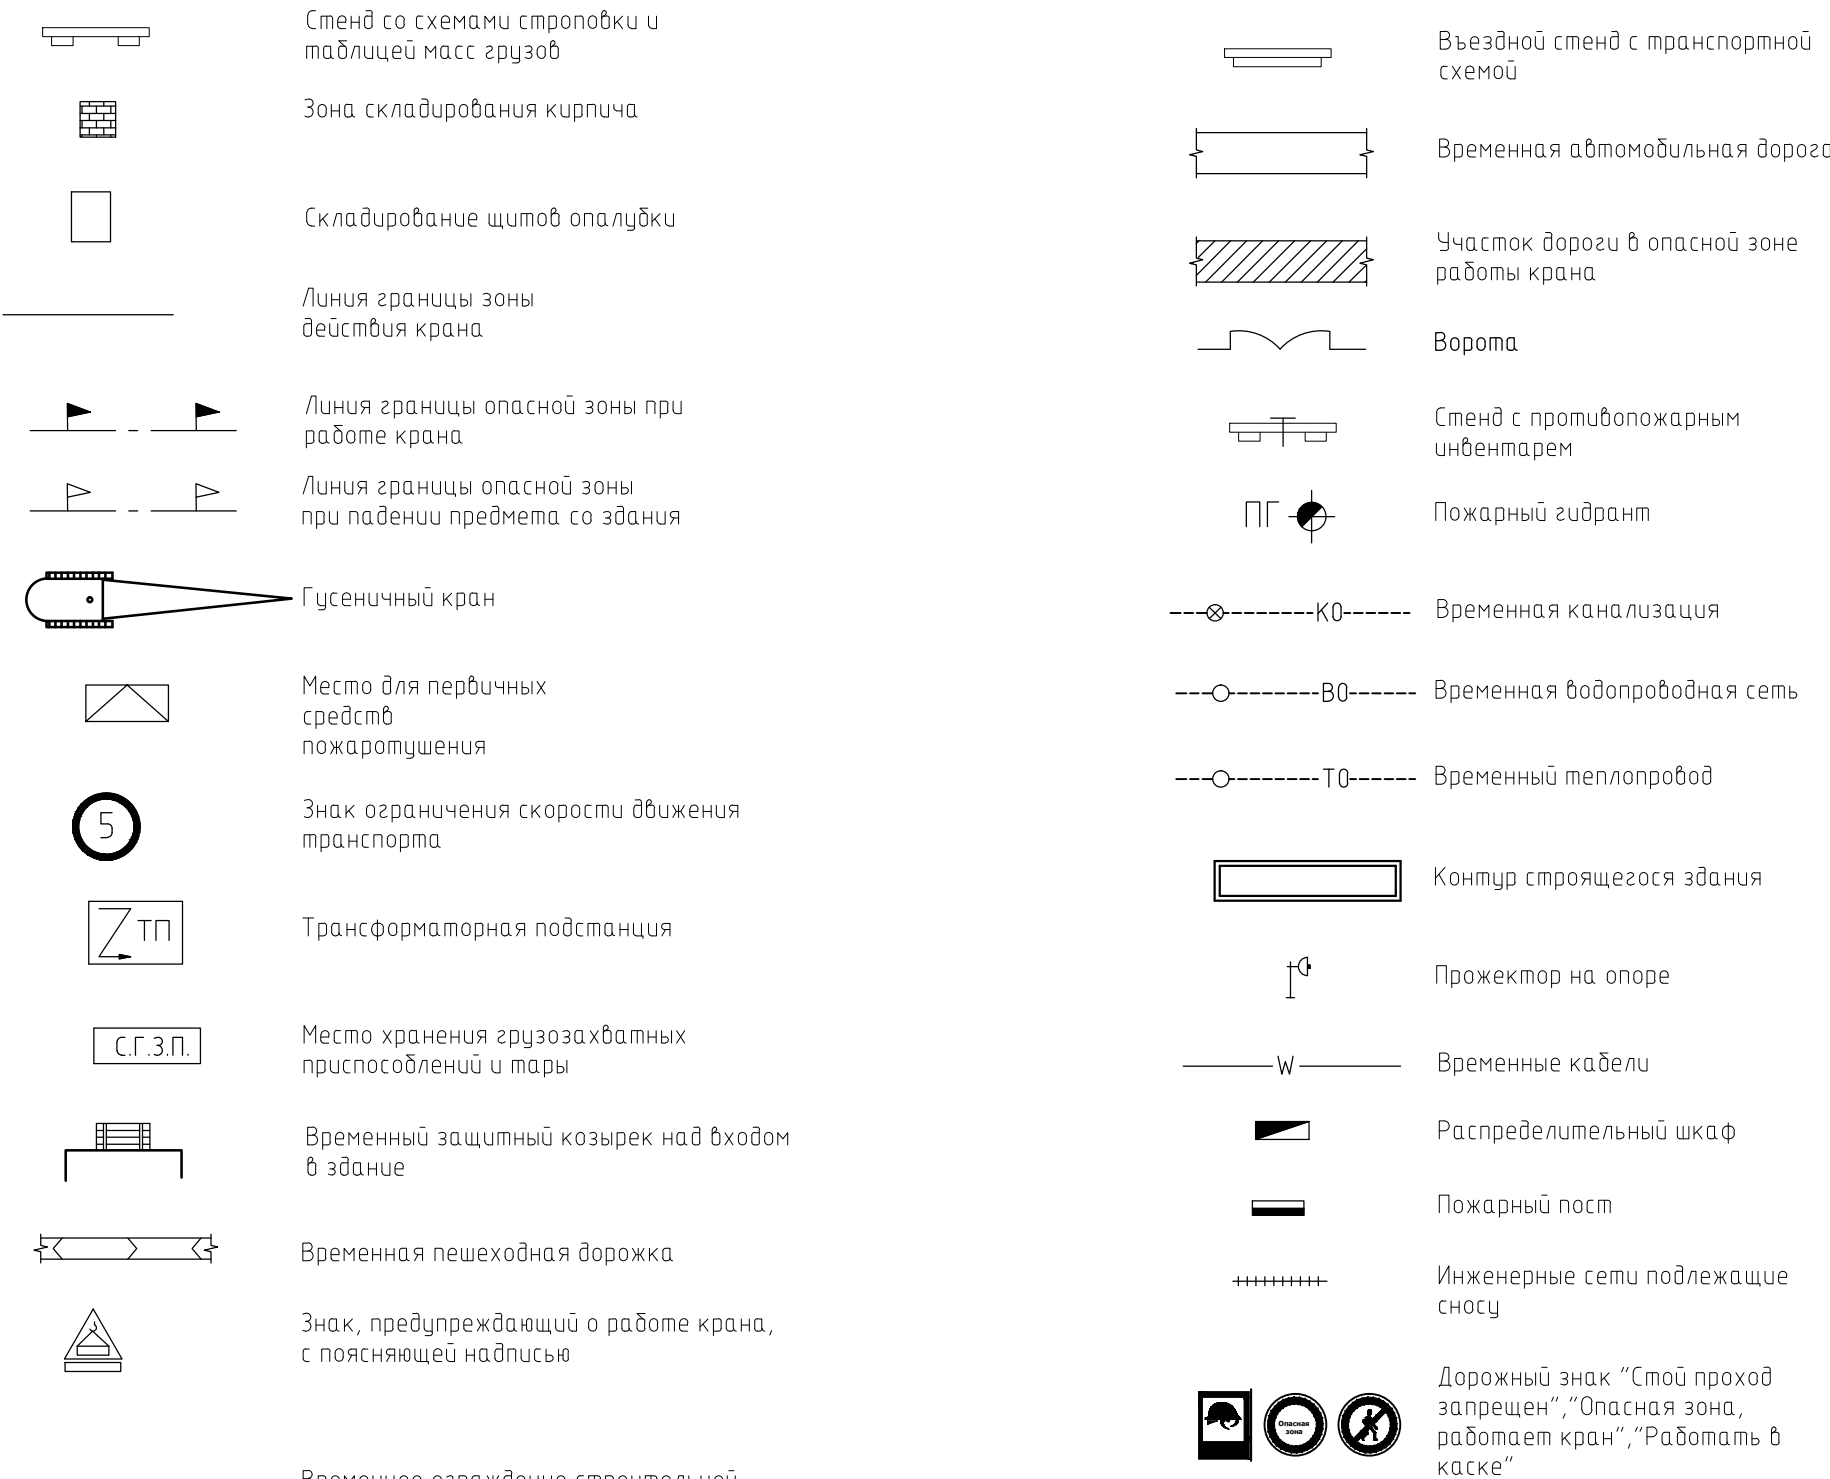 Стенд со схемами строповки и
таблицей масс грузов
Зона складирования кирпича
Складирование щитов опалубки
Линия границы зоны
действия крана
Линия границы опасной зоны при
работе крана
Линия границы опасной зоны
при падении предмета со здания
Гусеничный кран
Место для первичных
средств
пожаротушения
5
Знак ограничения скорости движения
транспорта
ТП
Трансформаторная подстанция
С.Г.З.П.
Место хранения грузозахватных
приспособлений и тары
Временный защитный козырек над входом
в здание
Временная пешеходная дорожка
Знак, предупреждающий о работе крана,
с поясняющей надписью
Временное ограждение строительной
Въездной стенд с транспортной
схемой
Временная автомобильная дорога
Участок дороги в опасной зоне
работы крана
Ворота
Стенд с противопожарным
инвентарем
ПГ
Пожарный гидрант
К0
Временная канализация
В0
Временная водопроводная сеть
Т0
Временный теплопровод
Контур строящегося здания
Прожектор на опоре
W
Временные кабели
Распределительный шкаф
Пожарный пост
Инженерные сети подлежащие
сносу
Опасная
зона
Дорожный знак "Стой проход
запрещен","Опасная зона,
работает кран","Работать в
каске"